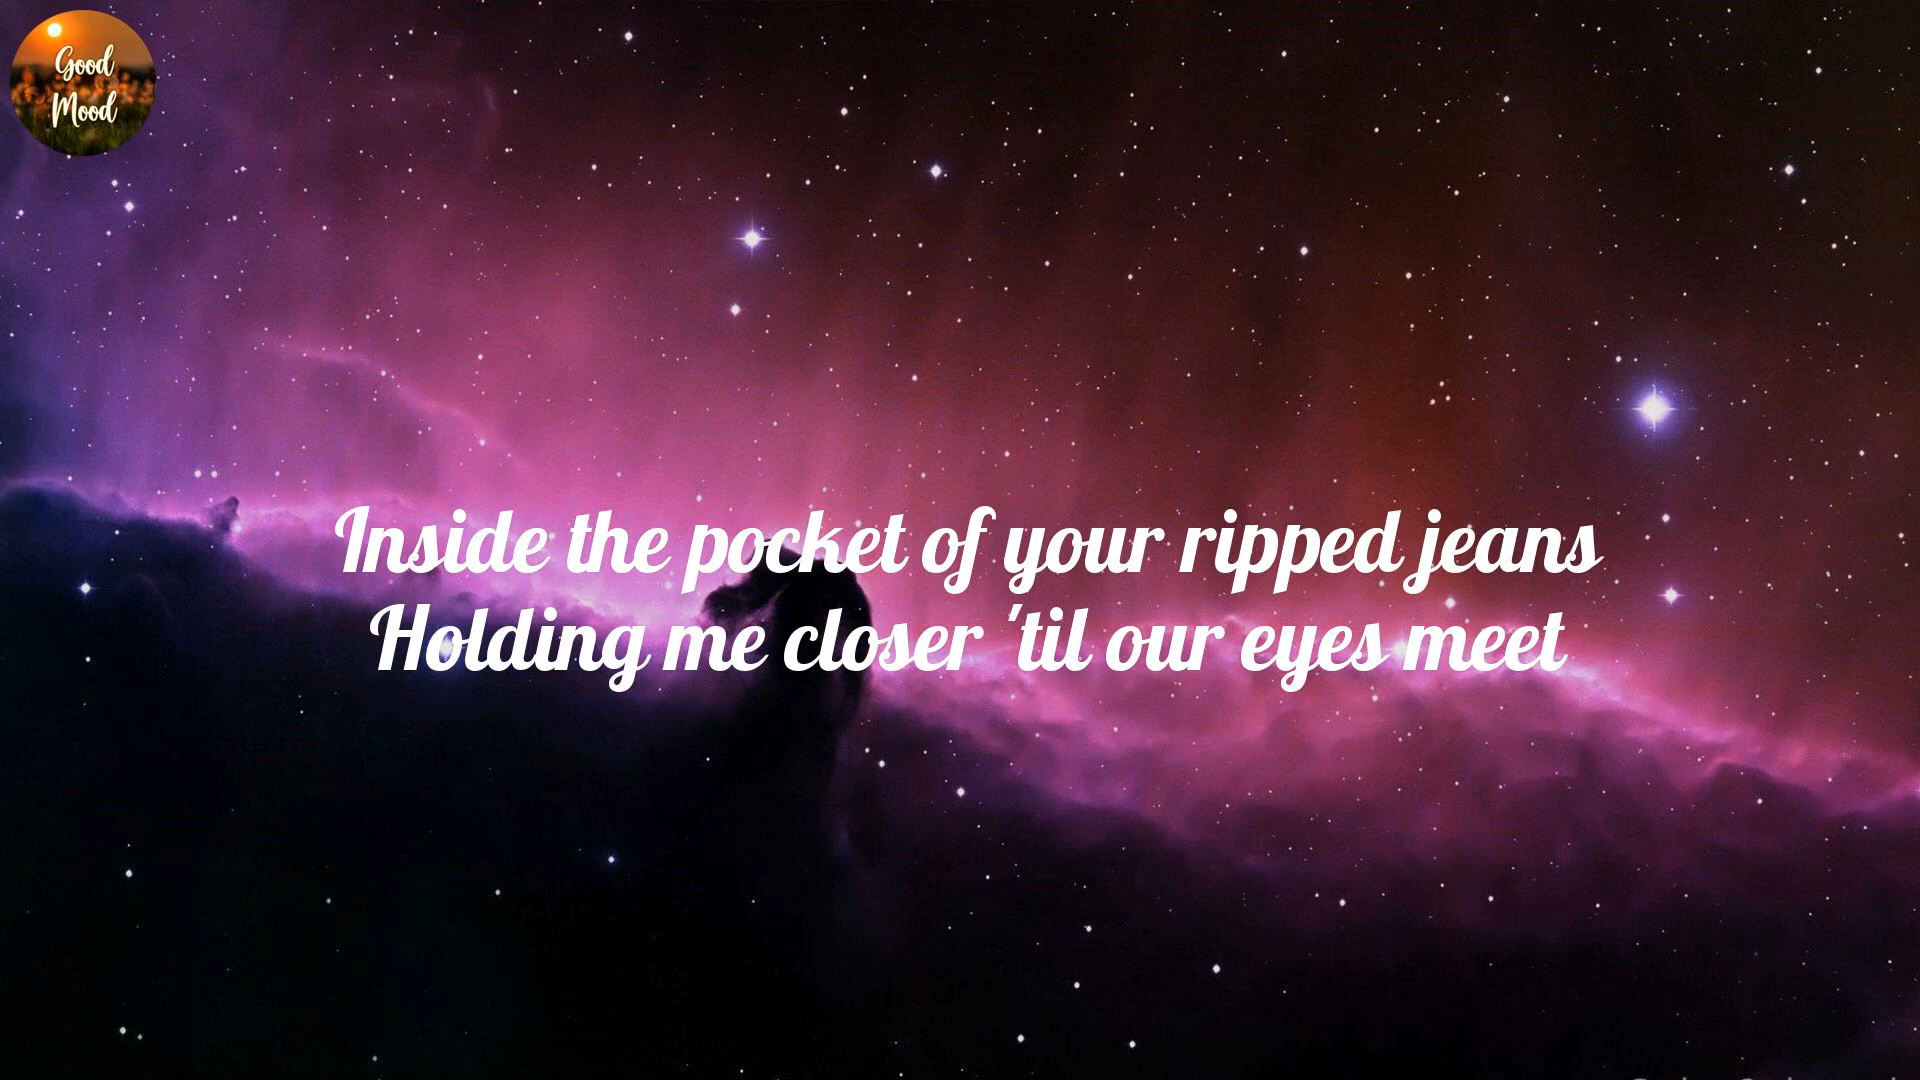 Good
Mood
Inside the pocket of your ripped jeans
Holding me closer 'til our eyes meet